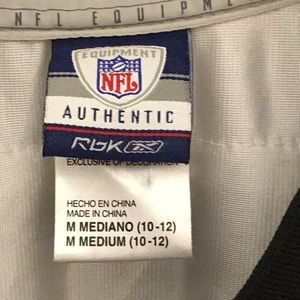 NFL EQUIPMENT
EQUIPMENT
NFL
AUTHENTIC
RBK
EXCLUSIVE OF DECORATION
HECHO EN CHINA
MADE IN CHINA
M MEDIANO (10-12)
M MEDIUM (10-12)